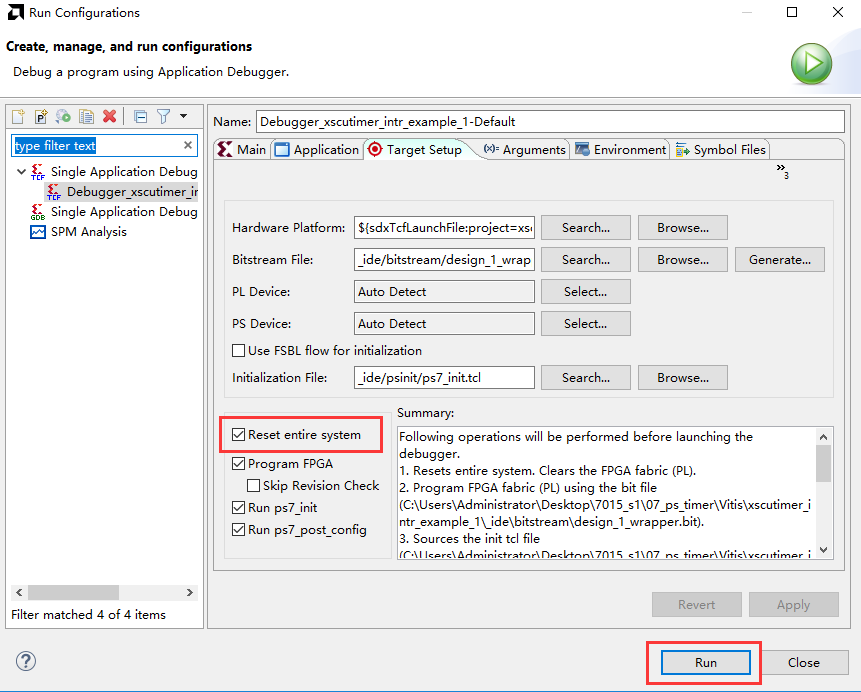 Run Configurations
Create, manage, and run configurations
Debug a program using Application Debugger.
type filter text
Single Application Debug
Debugger_xscutimer_ir
Single Application Debug
SPM Analysis
Filter matched 4 of 4 items
Name: Debugger_xscutimer_intr_example_1-Default
Main Application Target Setup Arguments Environment Symbol Files
3
Hardware Platform: ${sdxTcfLaunchFile:project=xsc Search... Browse...
Bitstream File: _ide/bitstream/design_1_wrap Search... Browse... Generate...
PL Device: Auto Detect Select...
PS Device: Auto Detect Select...
Use FSBL flow for initialization
Initialization File: _ide/psinit/ps7_init.tcl Search... Browse...
Reset entire system
Program FPGA
Skip Revision Check
Run ps7_init
Run ps7_post_config
Summary:
Following operations will be performed before launching the
debugger.
1. Resets entire system. Clears the FPGA fabric (PL).
2. Program FPGA fabric (PL) using the bit file
(C:\Users\Administrator\Desktop\7015_s1\07_ps_timer\Vitis\xscutimer_i
ntr_example_1\_ide\bitstream\design_1_wrapper.bit).
3. Sources the init tcl file
(C:\Users\Administrator\Desktop\7015_s1\07_ps_timer\Vitis\xscutimer_i
Revert Apply
Run Close